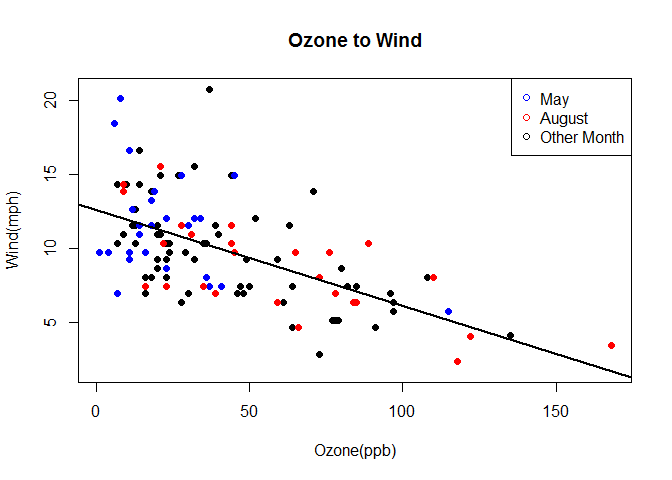 Ozone to Wind
May
August
Other Month
20
15
10
5
Wind(mph)
0 50 100 150
Ozone(ppb)